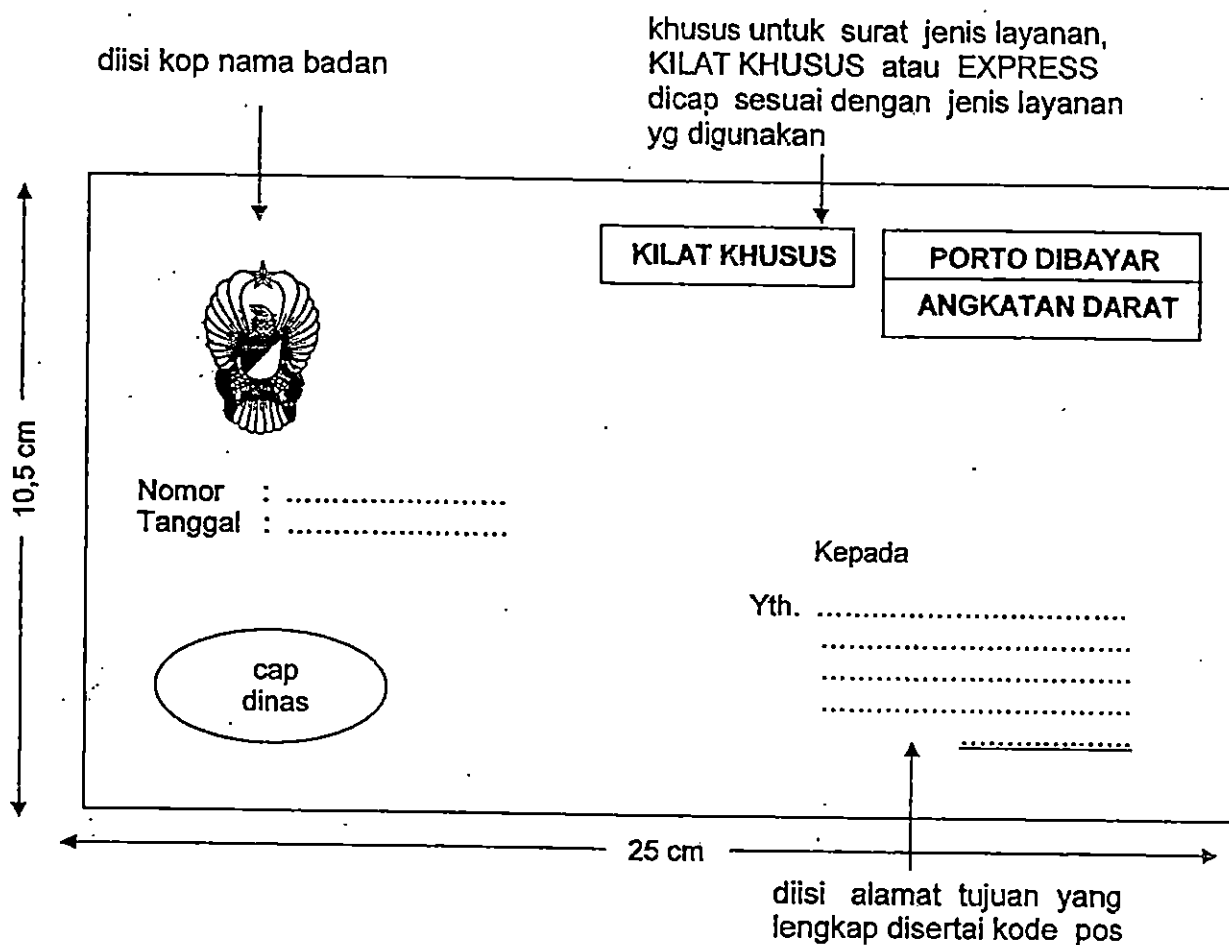 diisi kop nama badan
khusus untuk surat jenis layanan,
KILAT KHUSUS atau EXPRESS
dicap sesuai dengan jenis layanan
yg digunakan
KILAT KHUSUS
PORTO DIBAYAR
ANGKATAN DARAT
10,5 cm
Nomor : ........................
Tanggal : ........................
Kepada
Yth. ..................................
..................................
..................................
..................................
...................
cap
dinas
25 cm
diisi alamat tujuan yang
lengkap disertai kode pos